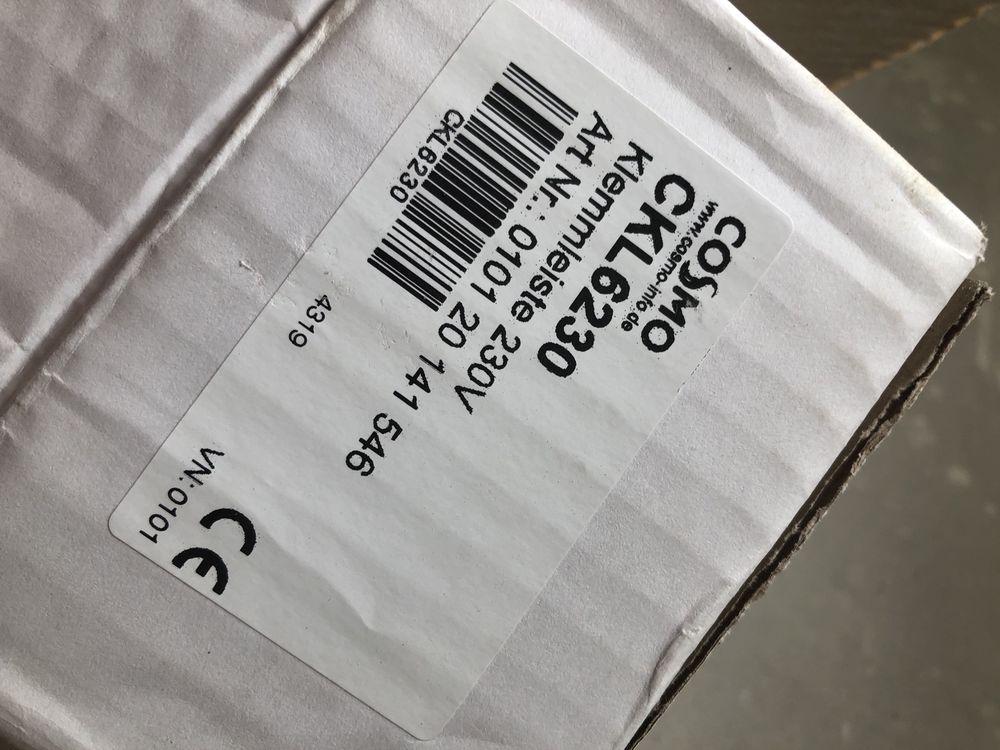 COSMO
www.cosmo-info.de
CKL6230
Klemmleiste 230V
Art Nr.: 0101 20 141 546
CKL6230
4319
VN:0101
CE